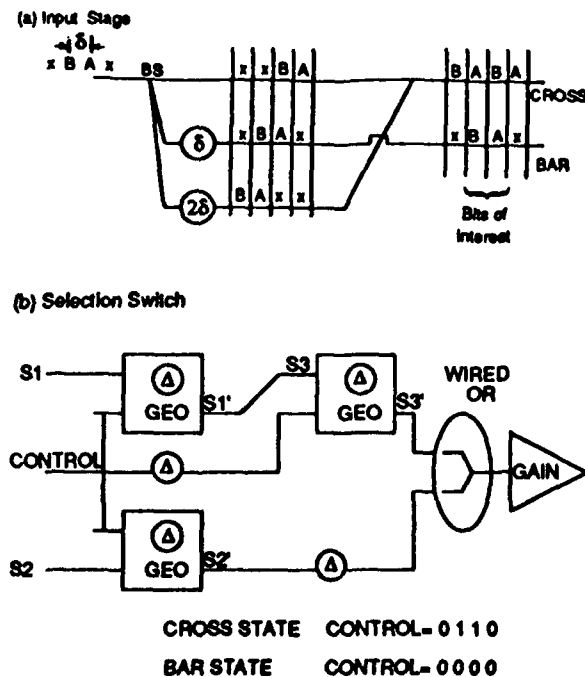 (a) Input Stage
δ
x B A x
BS
x x B A
B A B A
CROSS
δ
x B A x
x B A x
BAR
2δ
B A x x
Bits of
Interest
(b) Selection Switch
S1
Δ
GEO
S1'
S3
Δ
GEO
S3'
WIRED
OR
CONTROL
Δ
GAIN
Δ
GEO
S2
S2'
Δ
CROSS STATE CONTROL= 0 1 1 0
BAR STATE CONTROL= 0 0 0 0